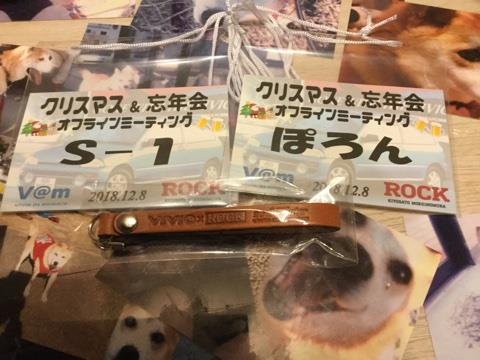 クリスマス & 忘年会
オフラインミーティング
S-1
V@m
2018.12.8
ROCK
クリスマス & 忘年会
オフラインミーティング
ぽろん
V@m
2018.12.8
ROCK
KIYOSATO MORINOMURA
VIVIO x ROCK